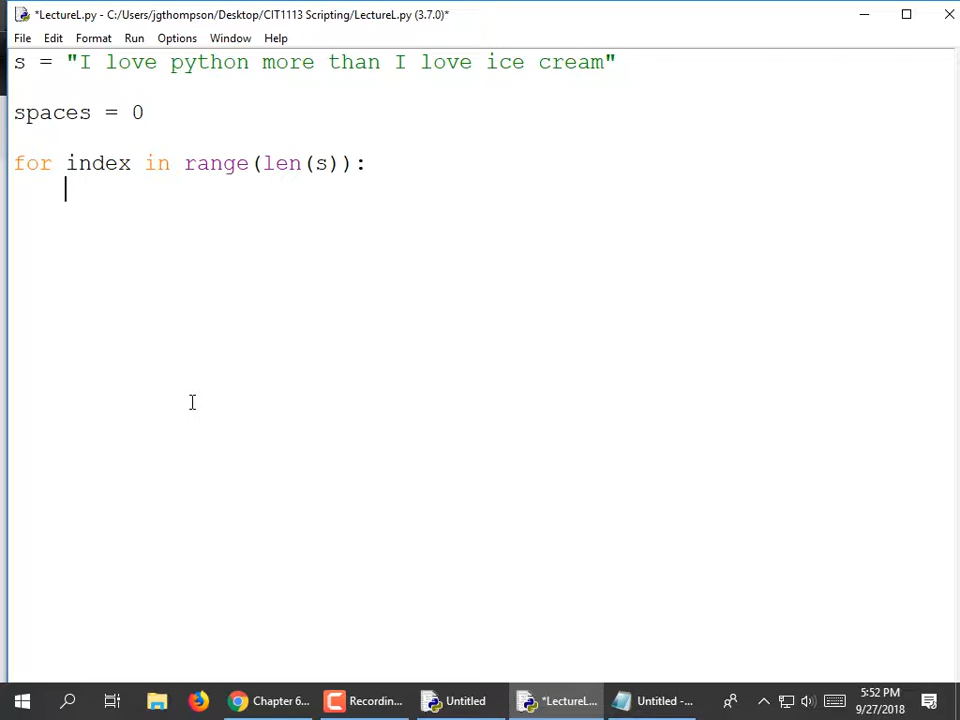 *LectureL.py - C:/Users/jgthompson/Desktop/CIT1113 Scripting/LectureL.py (3.7.0)*
File Edit Format Run Options Window Help
s = "I love python more than I love ice cream"
spaces = 0
for index in range(len(s)):
Chapter 6... Recordin... Untitled *LectureL... Untitled -... 5:52 PM
9/27/2018